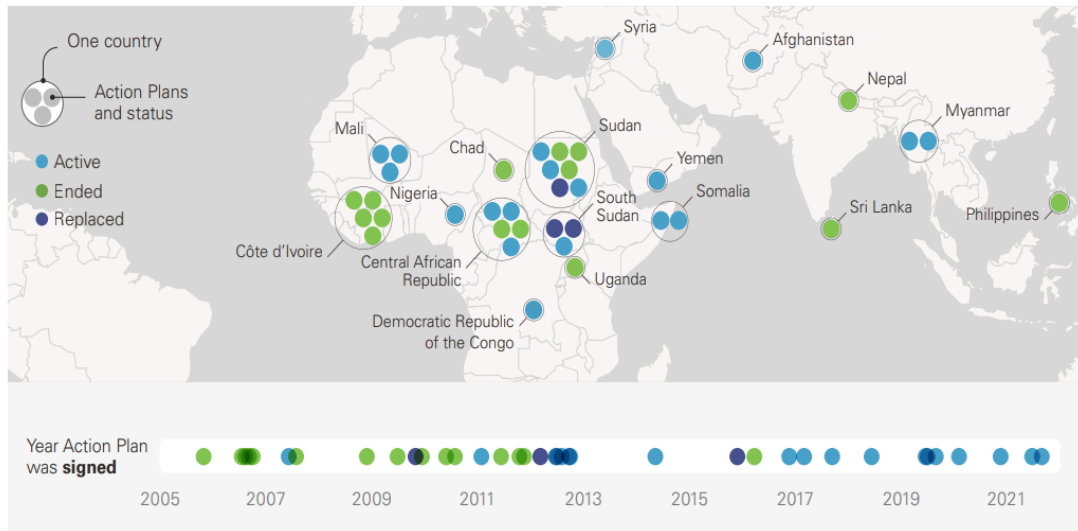 One country
Action Plans
and status
Active
Ended
Replaced
Syria
Afghanistan
Nepal
Myanmar
Mali
Chad
Sudan
Yemen
Nigeria
South
Sudan
Somalia
Sri Lanka
Philippines
Côte d’Ivoire
Central African
Republic
Uganda
Democratic Republic
of the Congo
Year Action Plan
was signed
2005 2007 2009 2011 2013 2015 2017 2019 2021